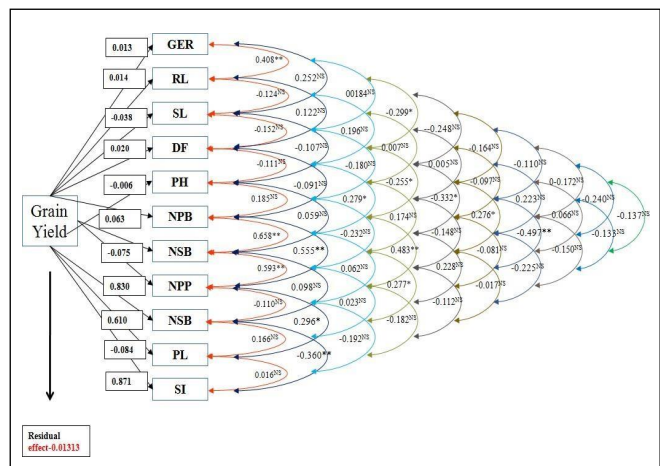 0.013
GER
0.408**
0.252NS
0.014
RL
00184NS
-0.124NS
-0.299*
-0.038
SL
0.122NS
-0.248NS
0.196NS
-0.164NS
-0.152NS
0.007NS
-0.110NS
0.020
DF
-0.107NS
0.005NS
0-0.172NS
-0.111NS
-0.180NS
-0.097NS
-0.240NS
-0.006
PH
-0.091NS
-0.255*
0.223NS
-0.137NS
0.185NS
0.279*
-0.332*
0.066NS
Grain
Yield
0.063
NPB
0.059NS
0.174NS
0.276*
-0.133NS
0.658**
-0.232NS
-0.148NS
-0.497**
-0.075
NSB
0.555**
0.483**
-0.081NS
-0.150NS
0.593**
0.062NS
0.228NS
-0.225NS
0.830
NPP
0.098NS
0.277*
-0.017NS
-0.110NS
0.023NS
-0.112NS
0.610
NSB
0.296*
-0.182NS
0.166NS
-0.192NS
-0.084
PL
-0.360**
0.016NS
0.871
SI
Residual
effect-0.01313